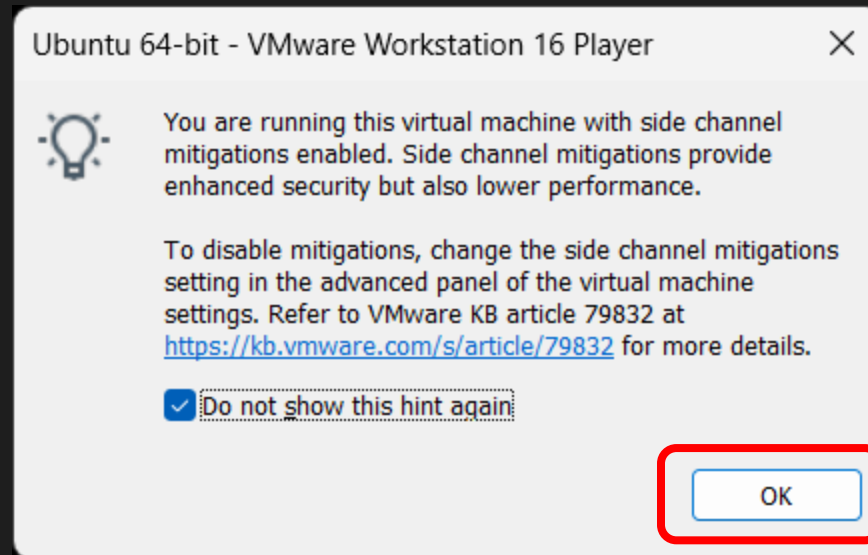 Ubuntu 64-bit - VMware Workstation 16 Player
You are running this virtual machine with side channel
mitigations enabled. Side channel mitigations provide
enhanced security but also lower performance.
To disable mitigations, change the side channel mitigations
setting in the advanced panel of the virtual machine
settings. Refer to VMware KB article 79832 at
https://kb.vmware.com/s/article/79832 for more details.
Do not show this hint again
OK